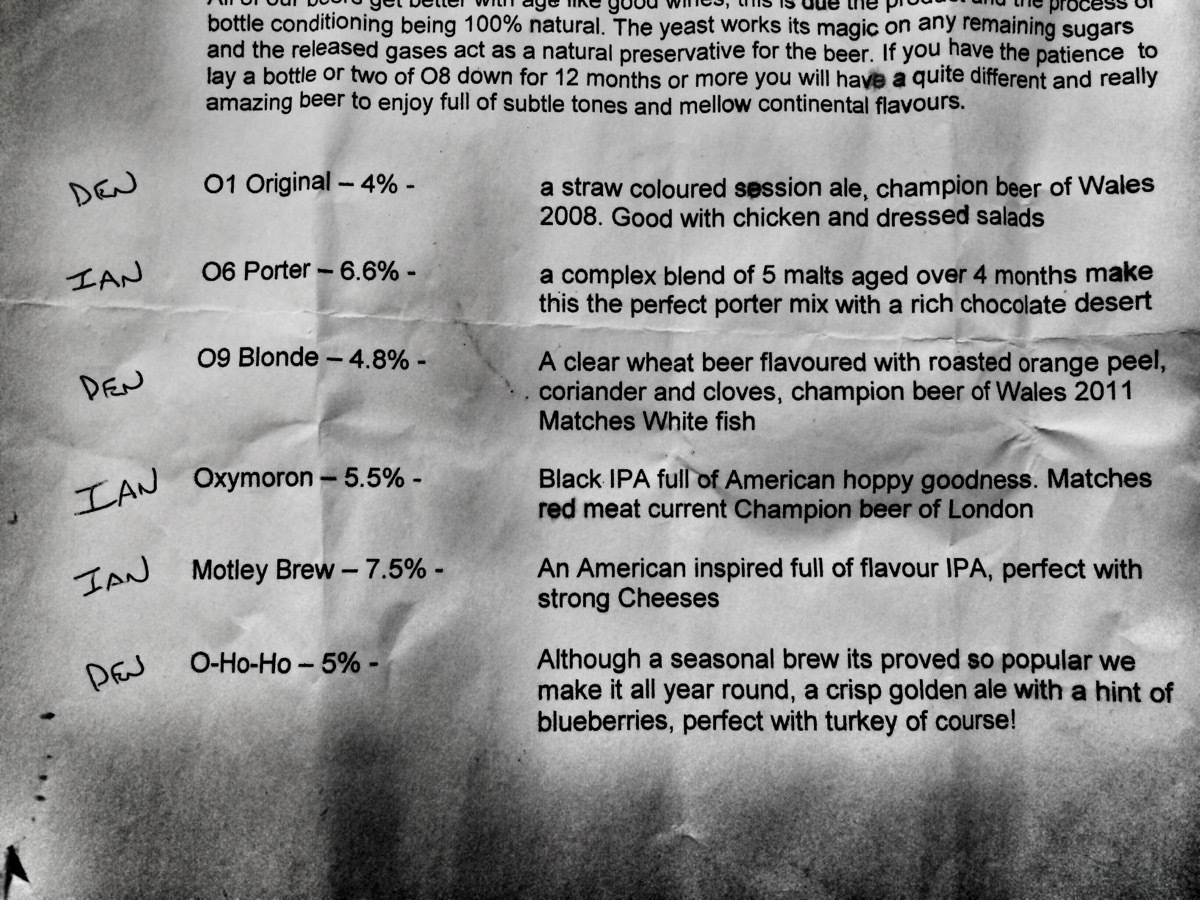 All of our beers get better with age like good wines, this is due the product and the process of
bottle conditioning being 100% natural. The yeast works its magic on any remaining sugars
and the released gases act as a natural preservative for the beer. If you have the patience to
lay a bottle or two of O8 down for 12 months or more you will have a quite different and really
amazing beer to enjoy full of subtle tones and mellow continental flavours.
DEN O1 Original – 4% - a straw coloured session ale, champion beer of Wales
2008. Good with chicken and dressed salads
IAN O6 Porter – 6.6% - a complex blend of 5 malts aged over 4 months make
this the perfect porter mix with a rich chocolate desert
DEN O9 Blonde – 4.8% - A clear wheat beer flavoured with roasted orange peel,
coriander and cloves, champion beer of Wales 2011
Matches White fish
IAN Oxymoron – 5.5% - Black IPA full of American hoppy goodness. Matches
red meat current Champion beer of London
IAN Motley Brew – 7.5% - An American inspired full of flavour IPA, perfect with
strong Cheeses
DEN O-Ho-Ho – 5% - Although a seasonal brew its proved so popular we
make it all year round, a crisp golden ale with a hint of
blueberries, perfect with turkey of course!